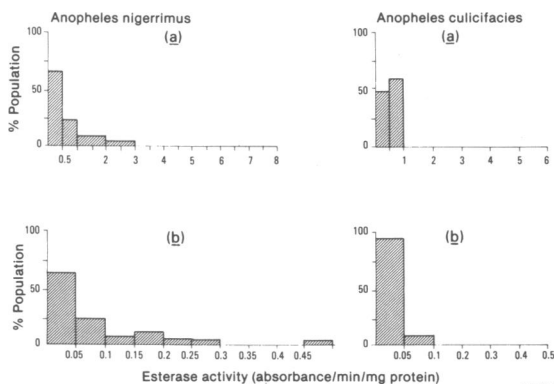 Anopheles nigerrimus
(a)
100
50
0
% Population
0.5 2 3 4 5 6 7 8
Anopheles culicifacies
(a)
100
50
0
1 2 3 4 5 6
(b)
100
50
0
% Population
0.05 0.1 0.15 0.2 0.25 0.3 0.35 0.4 0.45
(b)
100
50
0
0.05 0.1 0.2 0.3 0.4 0.5
Esterase activity (absorbance/min/mg protein)